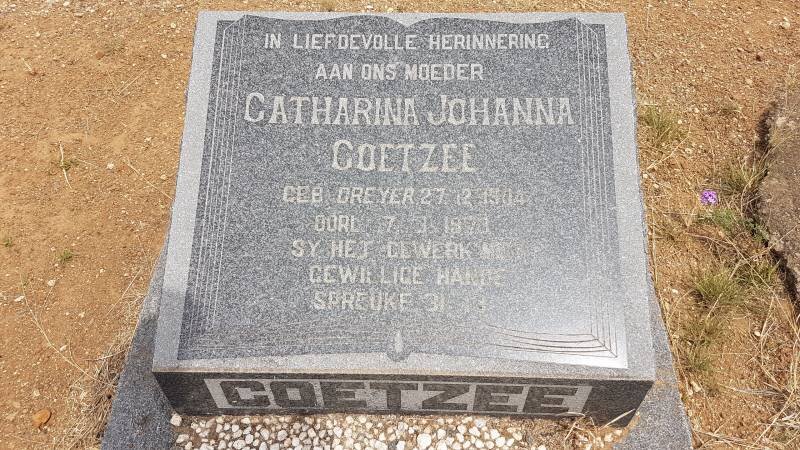 IN LIEFDEVOLLE HERINNERING
AAN ONS MOEDER
CATHARINA JOHANNA
COETZEE
GEB DREYER 27.12.1904
OORL 7
SY HET GEWERK MET
GEWILLIGE HANDE
SPREUKE 31
COETZEE